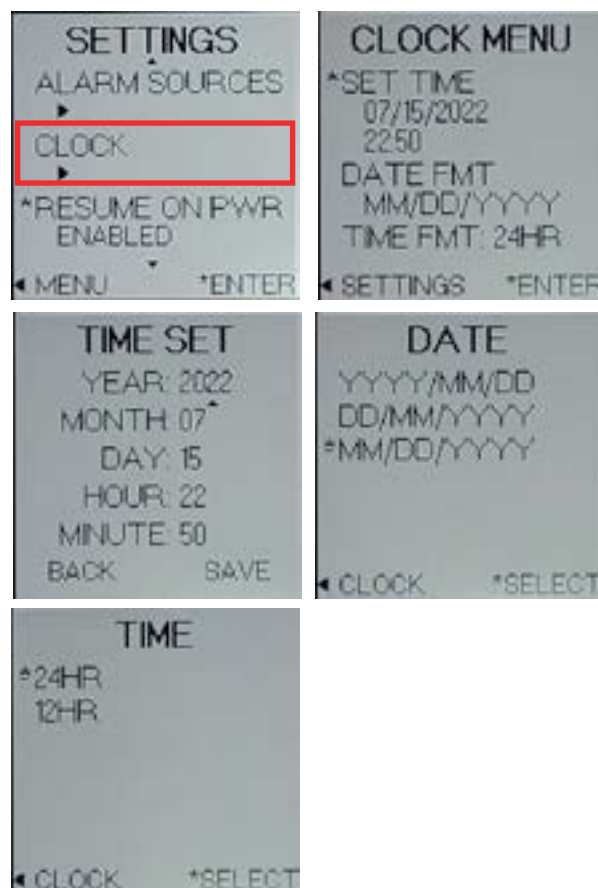 SETTINGS
ALARM SOURCES
CLOCK
*RESUME ON PWR
ENABLED
MENU *ENTER
CLOCK MENU
*SET TIME
07/15/2022
22:50
DATE FMT
MM/DD/YYYY
TIME FMT: 24HR
SETTINGS *ENTER
TIME SET
YEAR: 2022
MONTH: 07
DAY: 15
HOUR: 22
MINUTE: 50
BACK SAVE
DATE
YYYY/MM/DD
DD/MM/YYYY
*MM/DD/YYYY
CLOCK *SELECT
TIME
*24HR
12HR
CLOCK *SELECT